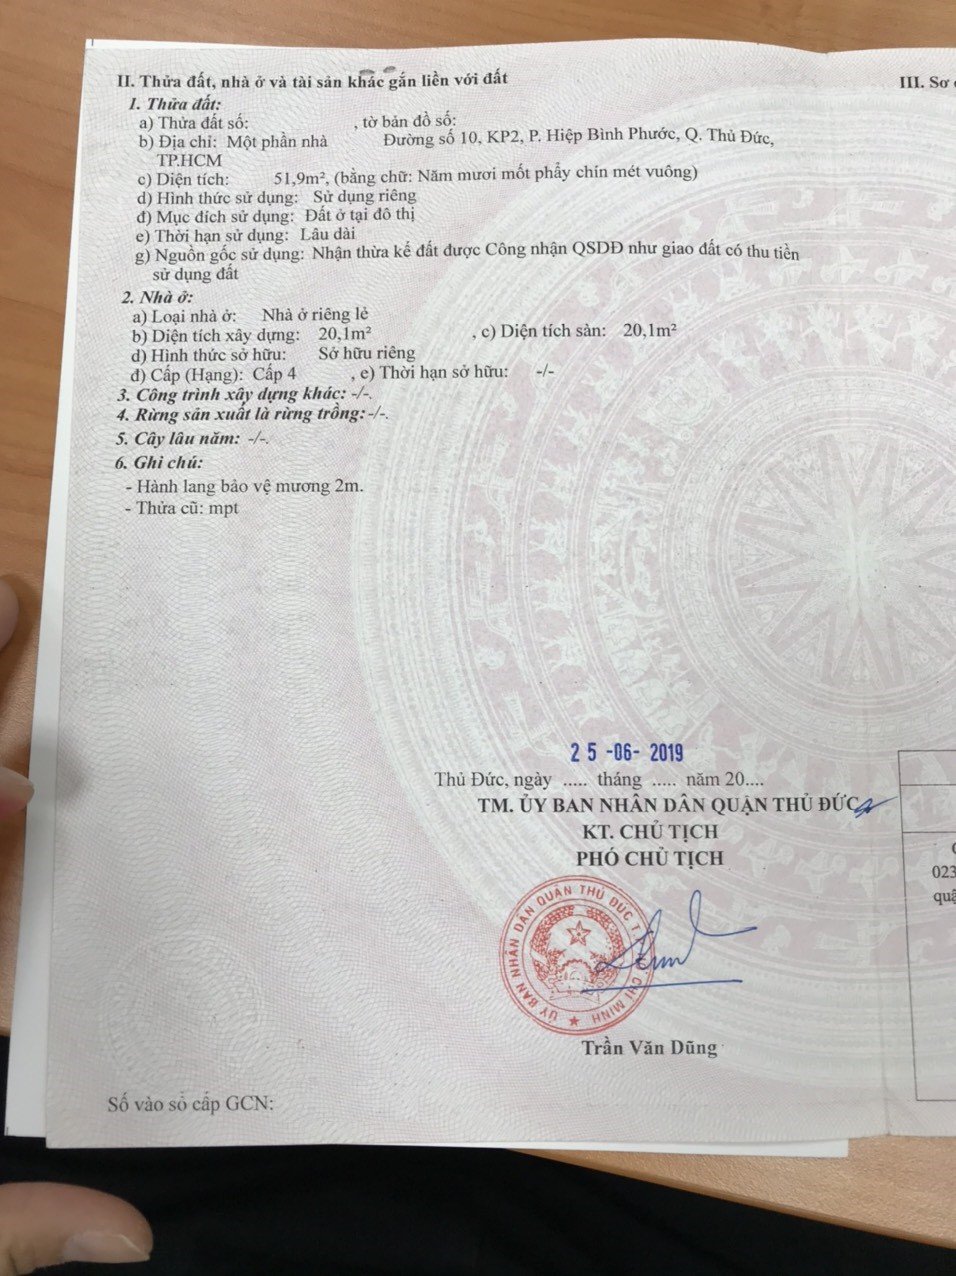 II. Thửa đất, nhà ở và tài sản khác gắn liền với đất
1. Thửa đất:
a) Thửa đất số: , tờ bản đồ số:
b) Địa chỉ: Một phần nhà Đường số 10, KP2, P. Hiệp Bình Phước, Q. Thủ Đức,
TP.HCM
c) Diện tích: 51,9m², (bằng chữ: Năm mươi mốt phẩy chín mét vuông)
d) Hình thức sử dụng: Sử dụng riêng
đ) Mục đích sử dụng: Đất ở tại đô thị
e) Thời hạn sử dụng: Lâu dài
g) Nguồn gốc sử dụng: Nhận thừa kế đất được Công nhận QSDĐ như giao đất có thu tiền
sử dụng đất
2. Nhà ở:
a) Loại nhà ở: Nhà ở riêng lẻ
b) Diện tích xây dựng: 20,1m² , c) Diện tích sàn: 20,1m²
d) Hình thức sở hữu: Sở hữu riêng
đ) Cấp (Hạng): Cấp 4 , e) Thời hạn sở hữu: -/-
3. Công trình xây dựng khác: -/-.
4. Rừng sản xuất là rừng trồng: -/-.
5. Cây lâu năm: -/-.
6. Ghi chú:
- Hành lang bảo vệ mương 2m.
- Thửa cũ: mpt
25-06-2019
Thủ Đức, ngày ..... tháng ..... năm 20....
TM. ỦY BAN NHÂN DÂN QUẬN THỦ ĐỨC
KT. CHỦ TỊCH
PHÓ CHỦ TỊCH
ỦY BAN NHÂN DÂN QUẬN THỦ ĐỨC T. CHÍ MINH
Trần Văn Dũng
Số vào sổ cấp GCN:
III. Sơ
023
quậ